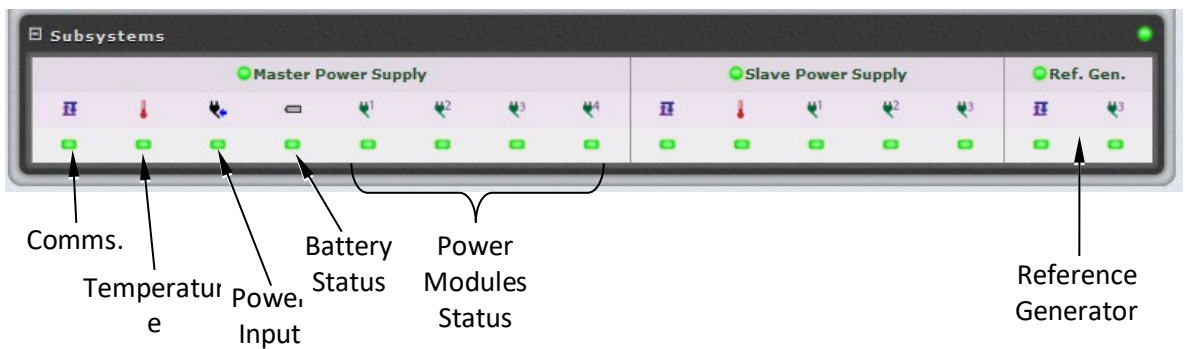 Subsystems
Master Power Supply
Slave Power Supply
Ref. Gen.
1 2 3 4 1 2 3 3
Comms.
Temperatur
e
Power
Input
Battery
Status
Power
Modules
Status
Reference
Generator